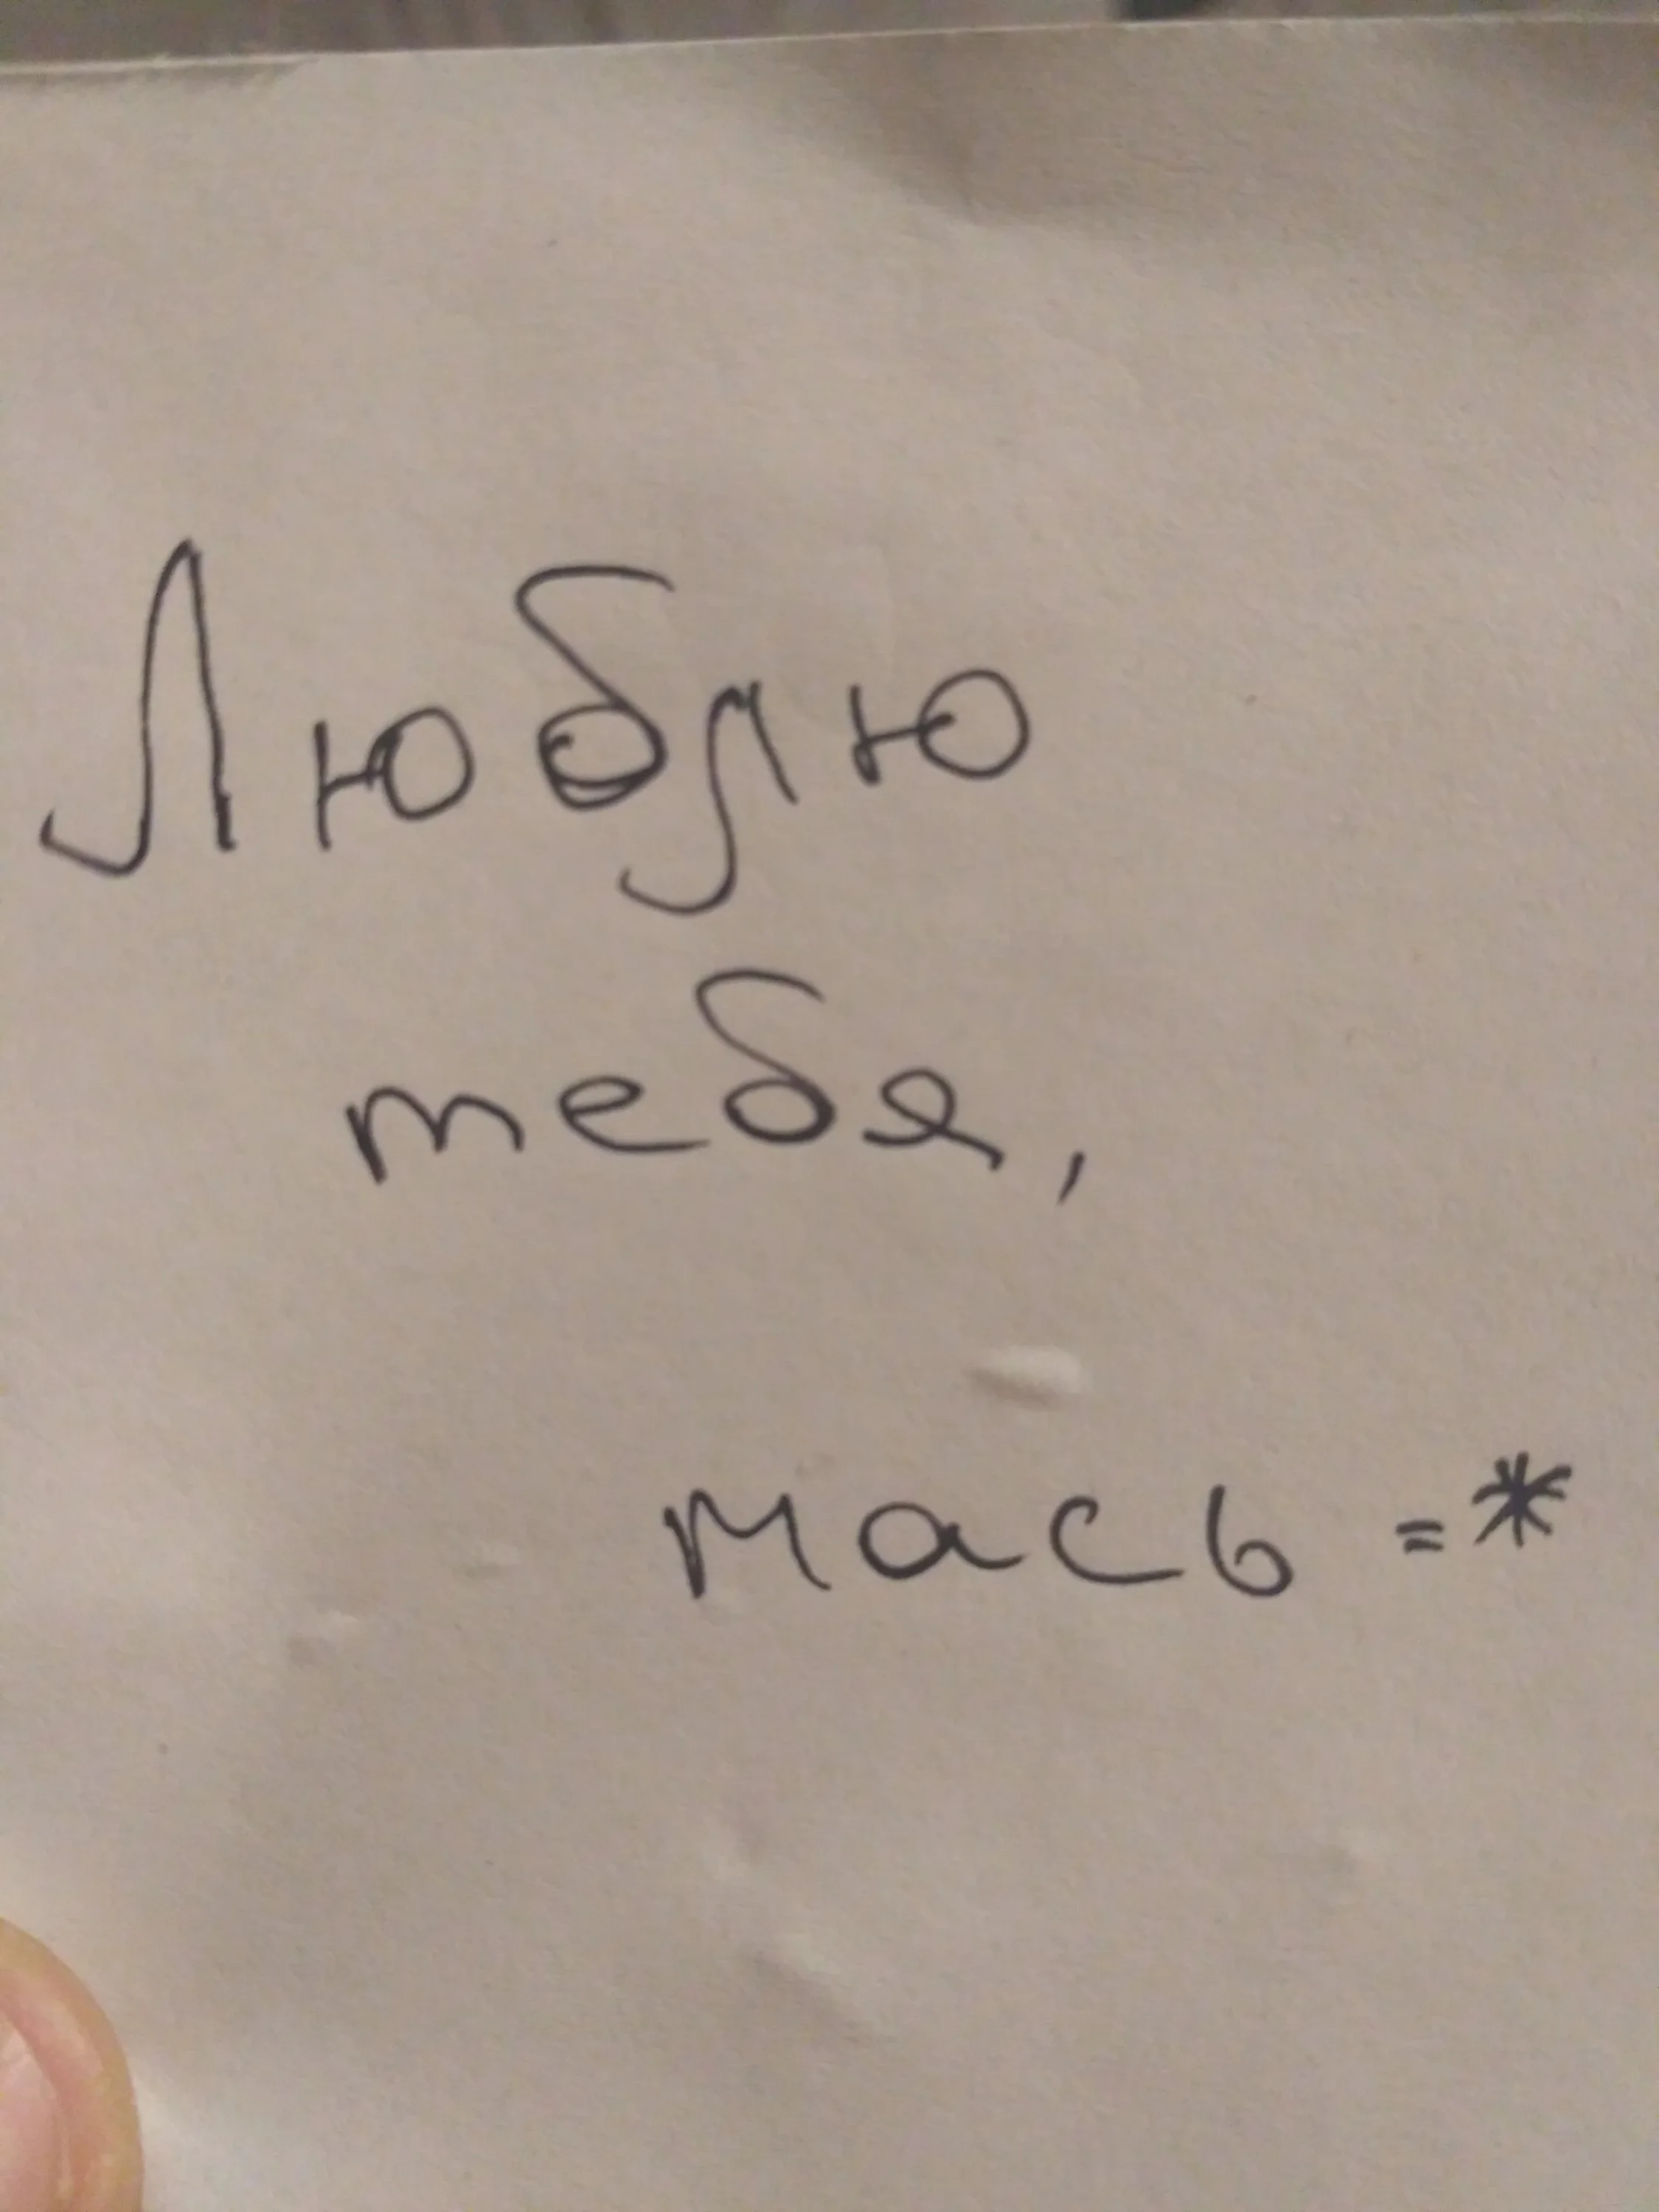 Люблю
тебя,
мась =*